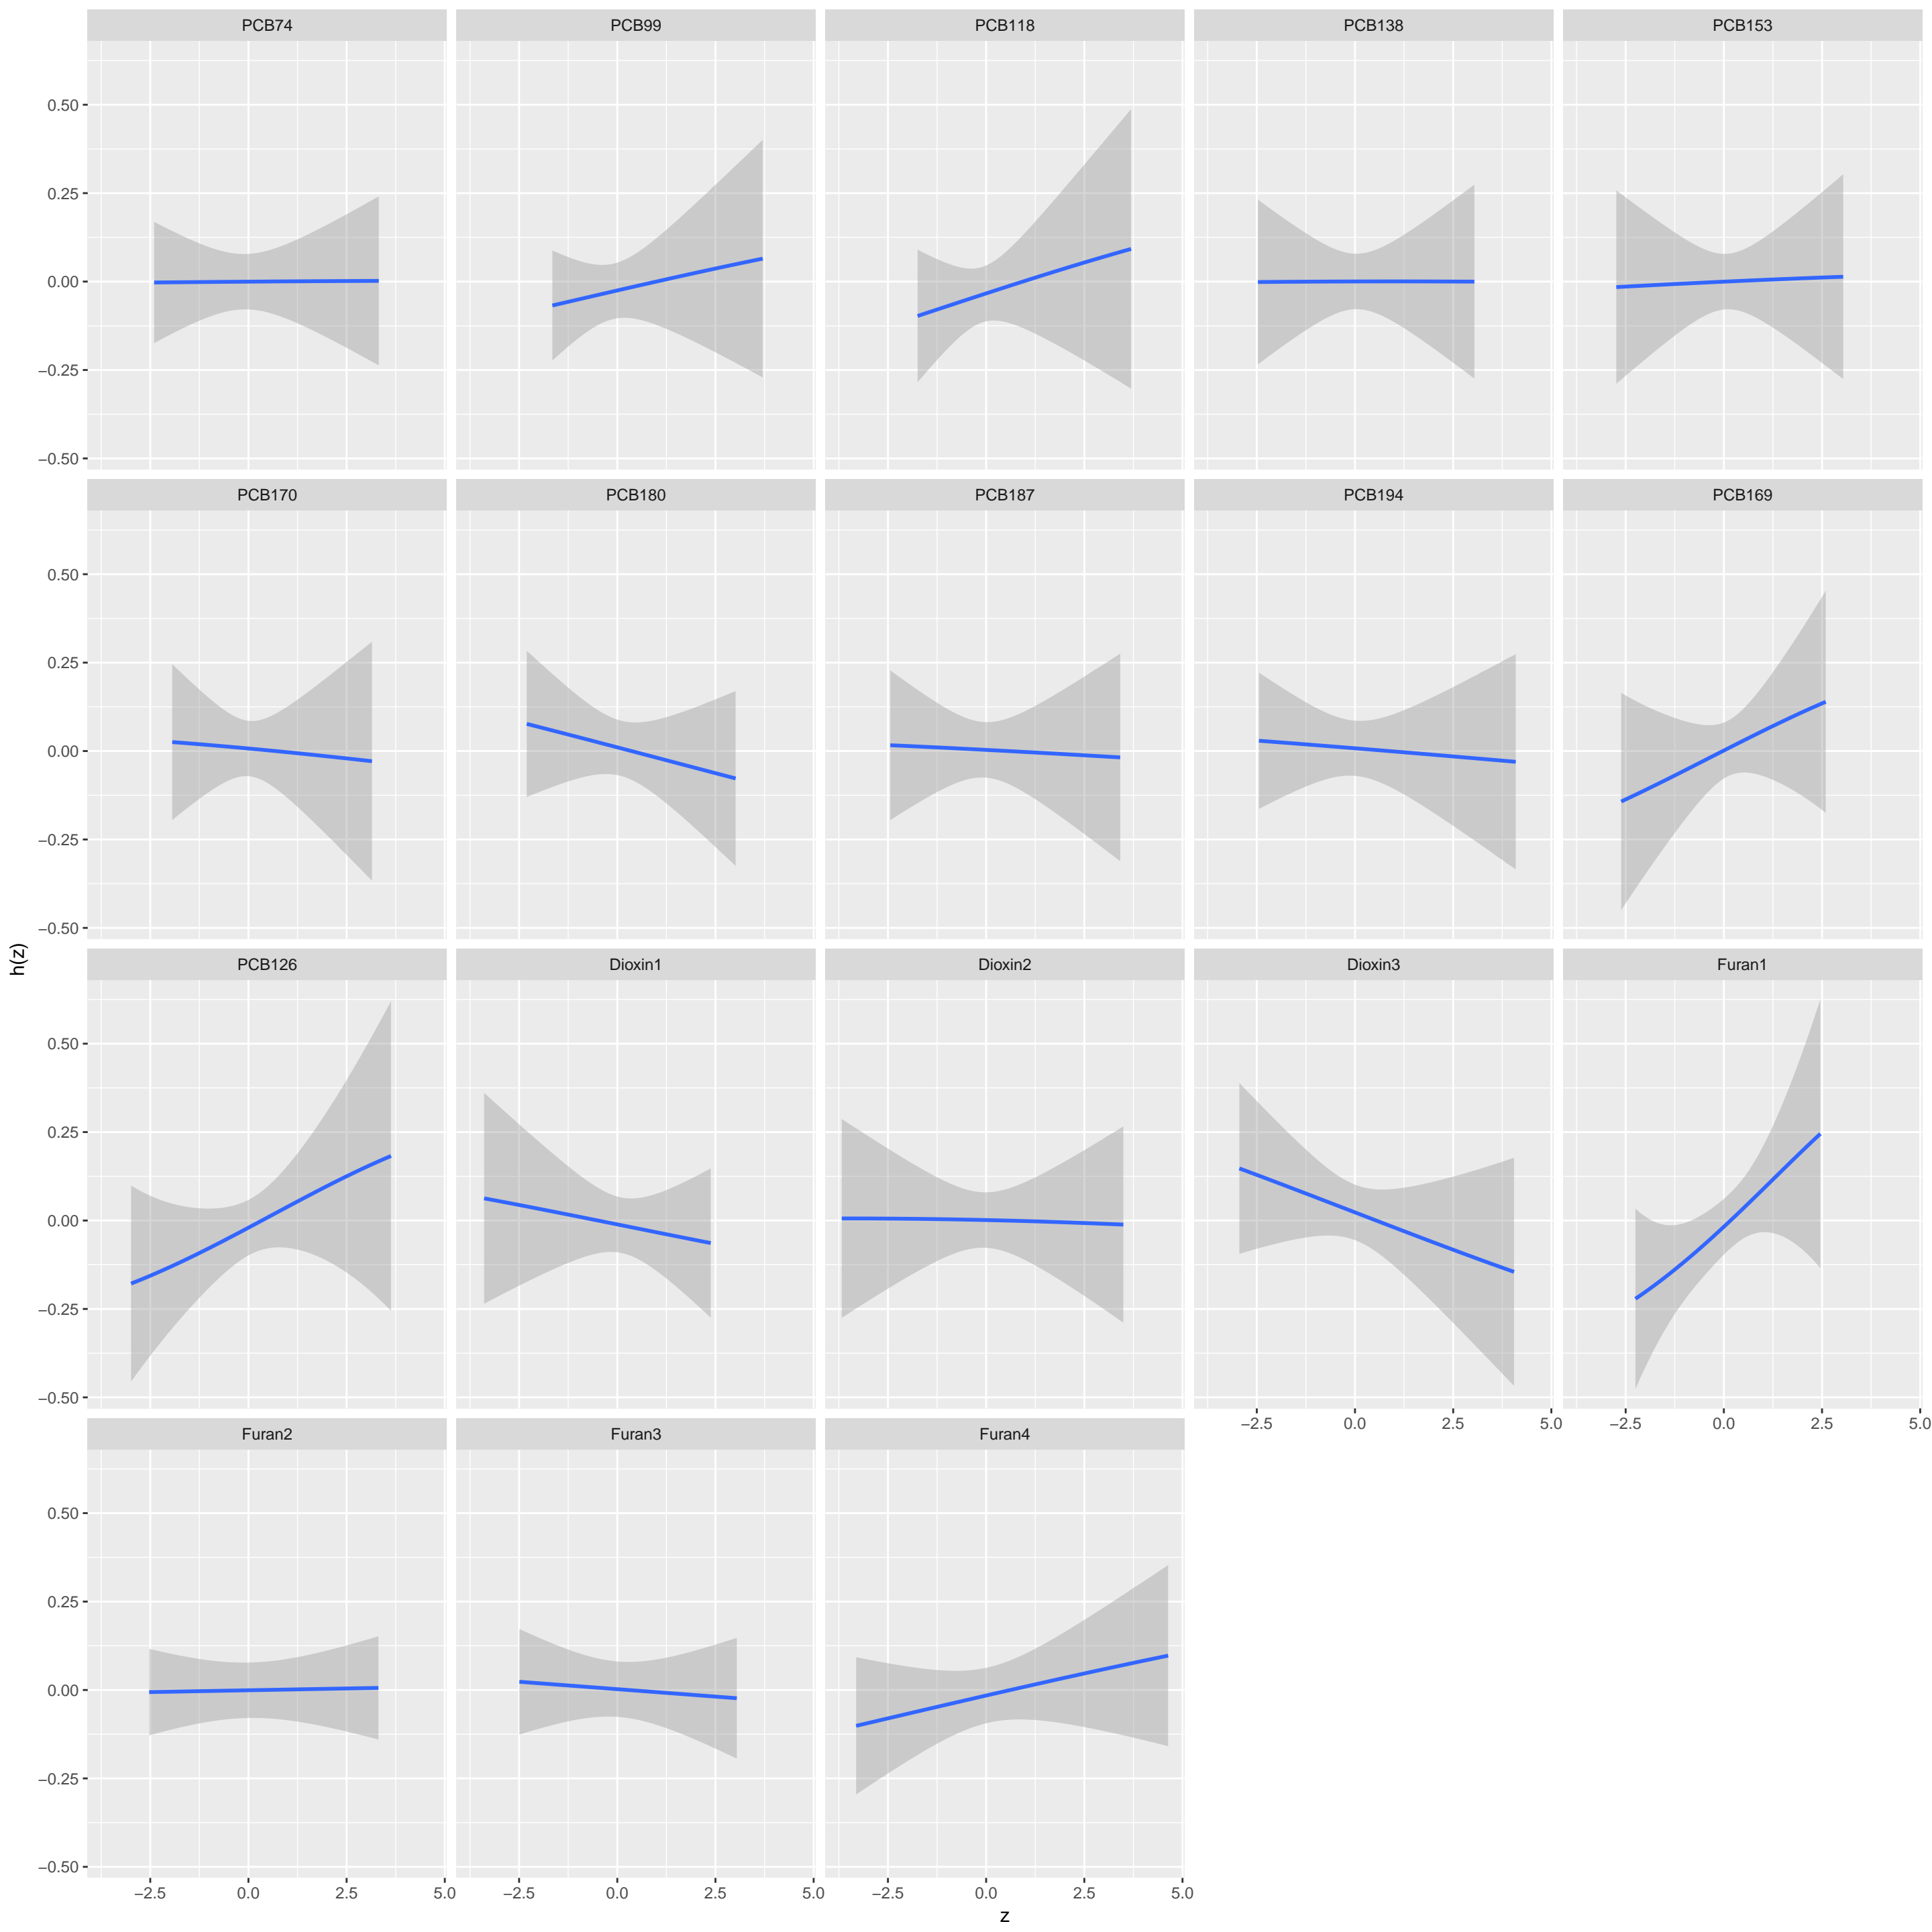 PCB74 PCB99 PCB118 PCB138 PCB153
0.50
0.25
0.00
−0.25
−0.50
PCB170 PCB180 PCB187 PCB194 PCB169
0.50
0.25
0.00
−0.25
−0.50
h(z)
PCB126 Dioxin1 Dioxin2 Dioxin3 Furan1
0.50
0.25
0.00
−0.25
−0.50
−2.5 0.0 2.5 5.0 −2.5 0.0 2.5 5.0
Furan2 Furan3 Furan4
0.50
0.25
0.00
−0.25
−0.50
−2.5 0.0 2.5 5.0 −2.5 0.0 2.5 5.0 −2.5 0.0 2.5 5.0
z